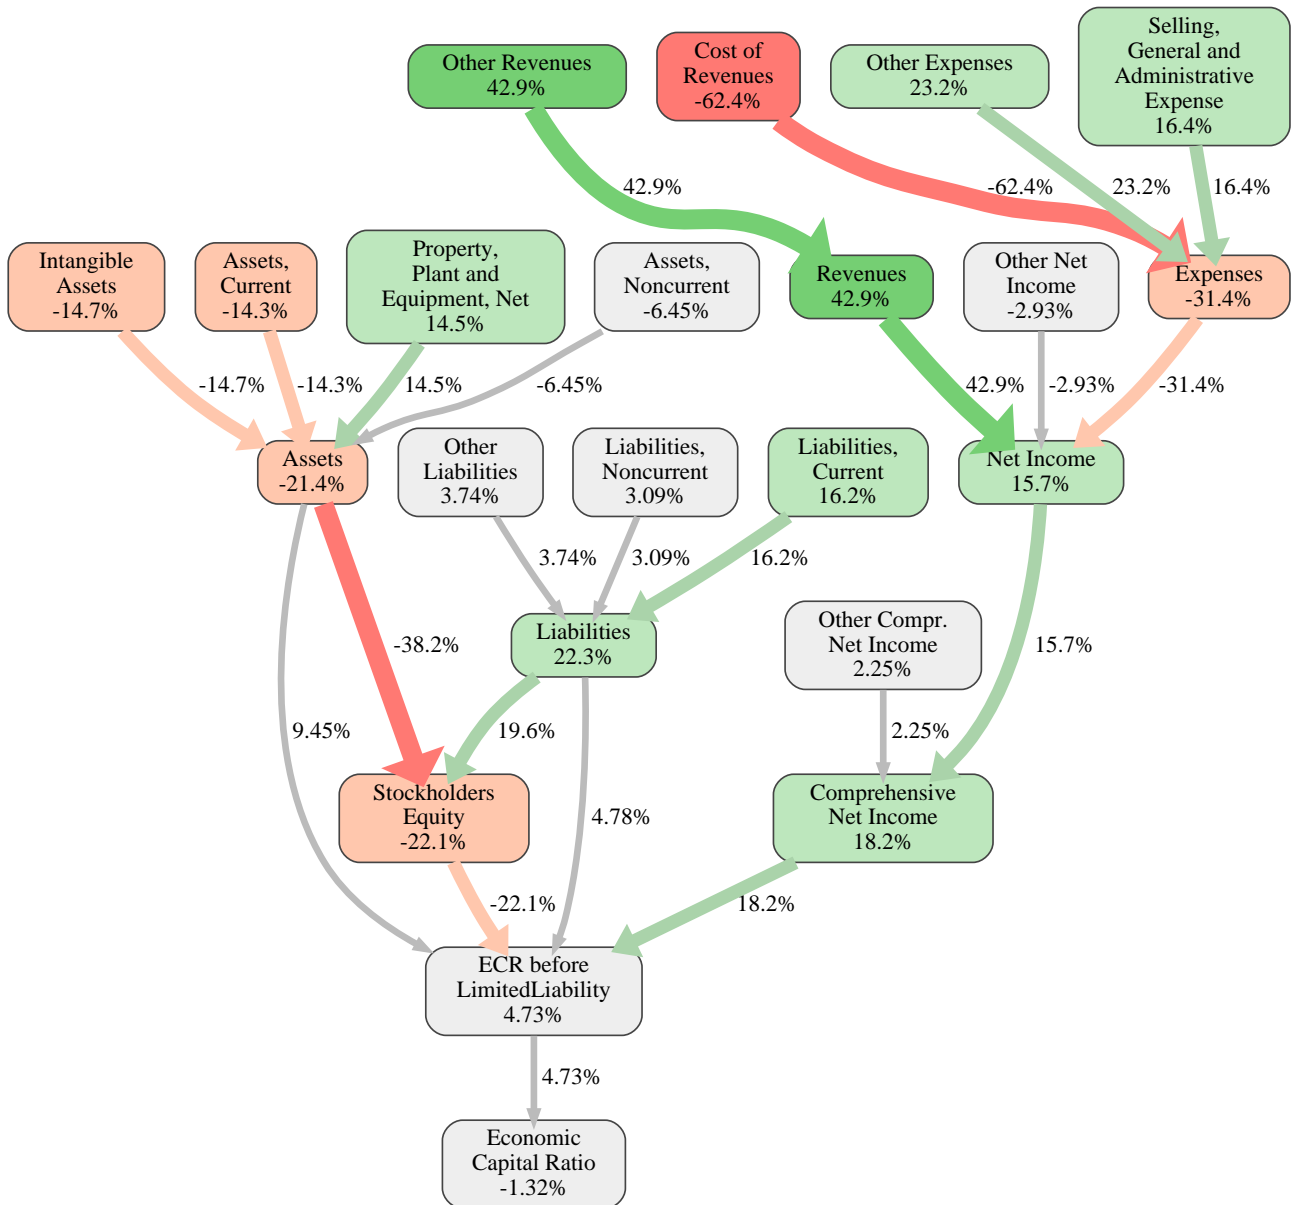 Other Revenues
42.9%
Cost of
Revenues
-62.4%
Other Expenses
23.2%
Selling,
General and
Administrative
Expense
16.4%
42.9%
-62.4%
23.2%
16.4%
Intangible
Assets
-14.7%
Assets,
Current
-14.3%
Property,
Plant and
Equipment, Net
14.5%
Assets,
Noncurrent
-6.45%
Revenues
42.9%
Other Net
Income
-2.93%
Expenses
-31.4%
-14.7%
-14.3%
14.5%
-6.45%
42.9%
-2.93%
-31.4%
Assets
-21.4%
Other
Liabilities
3.74%
Liabilities,
Noncurrent
3.09%
Liabilities,
Current
16.2%
Net Income
15.7%
3.74%
3.09%
16.2%
-38.2%
Liabilities
22.3%
Other Compr.
Net Income
2.25%
15.7%
9.45%
19.6%
2.25%
4.78%
Stockholders
Equity
-22.1%
Comprehensive
Net Income
18.2%
-22.1%
18.2%
ECR before
LimitedLiability
4.73%
4.73%
Economic
Capital Ratio
-1.32%